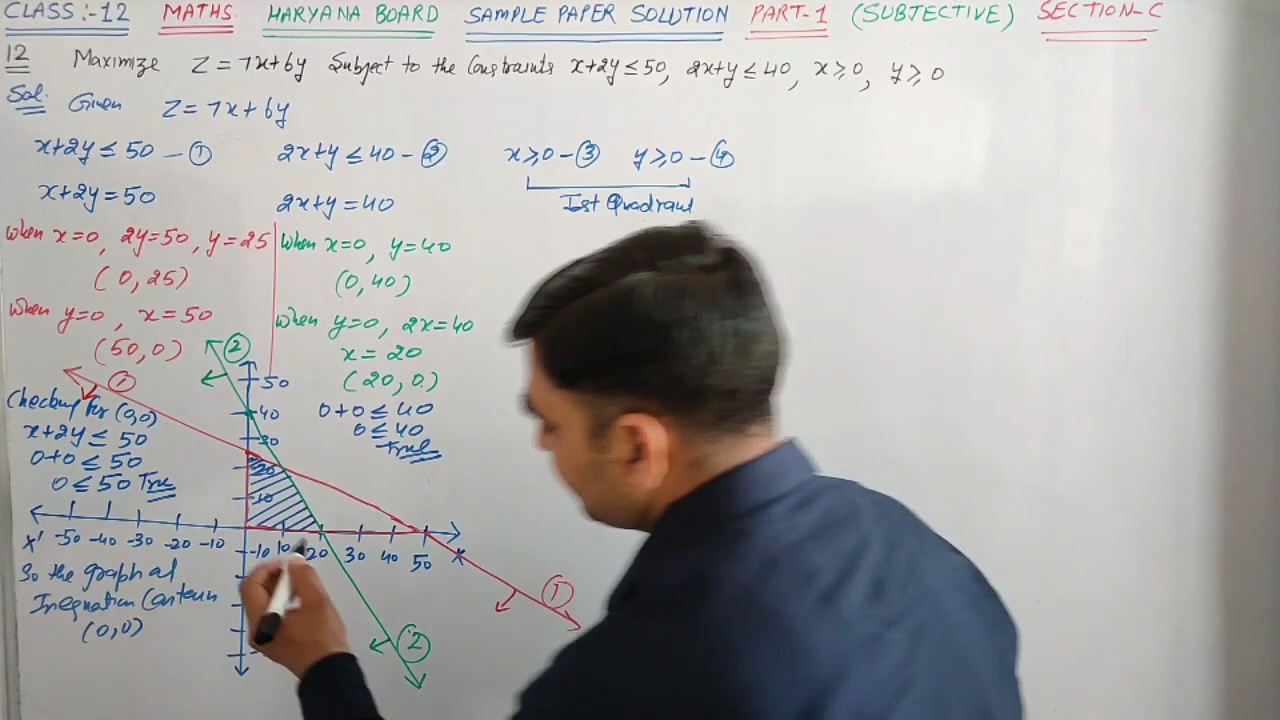 CLASS:-12 MATHS HARYANA BOARD SAMPLE PAPER SOLUTION PART-1 (SUBJECTIVE) SECTION-C
12 Maximize Z=7x+6y Subject to the Constraints x+2y≤50, 2x+y≤40, x≥0, y≥0
Sol. Given Z=7x+6y
x+2y≤50 -① 2x+y≤40-② x≥0-③ y≥0-④
x+2y=50 2x+y=40 Ist Quadrant
When x=0, 2y=50, y=25
(0,25)
When y=0, x=50
(50,0)
When x=0, y=40
(0,40)
When y=0, 2x=40
x=20
(20,0)
0+0≤40
0≤40
True
Checking for (0,0)
x+2y≤50
0+0≤50
0≤50 True
② ①
50
40
30
20
10
X' -50 -40 -30 -20 -10 10 20 30 40 50 X
-10
①
②
So the graph of
Inequation Contain
(0,0)